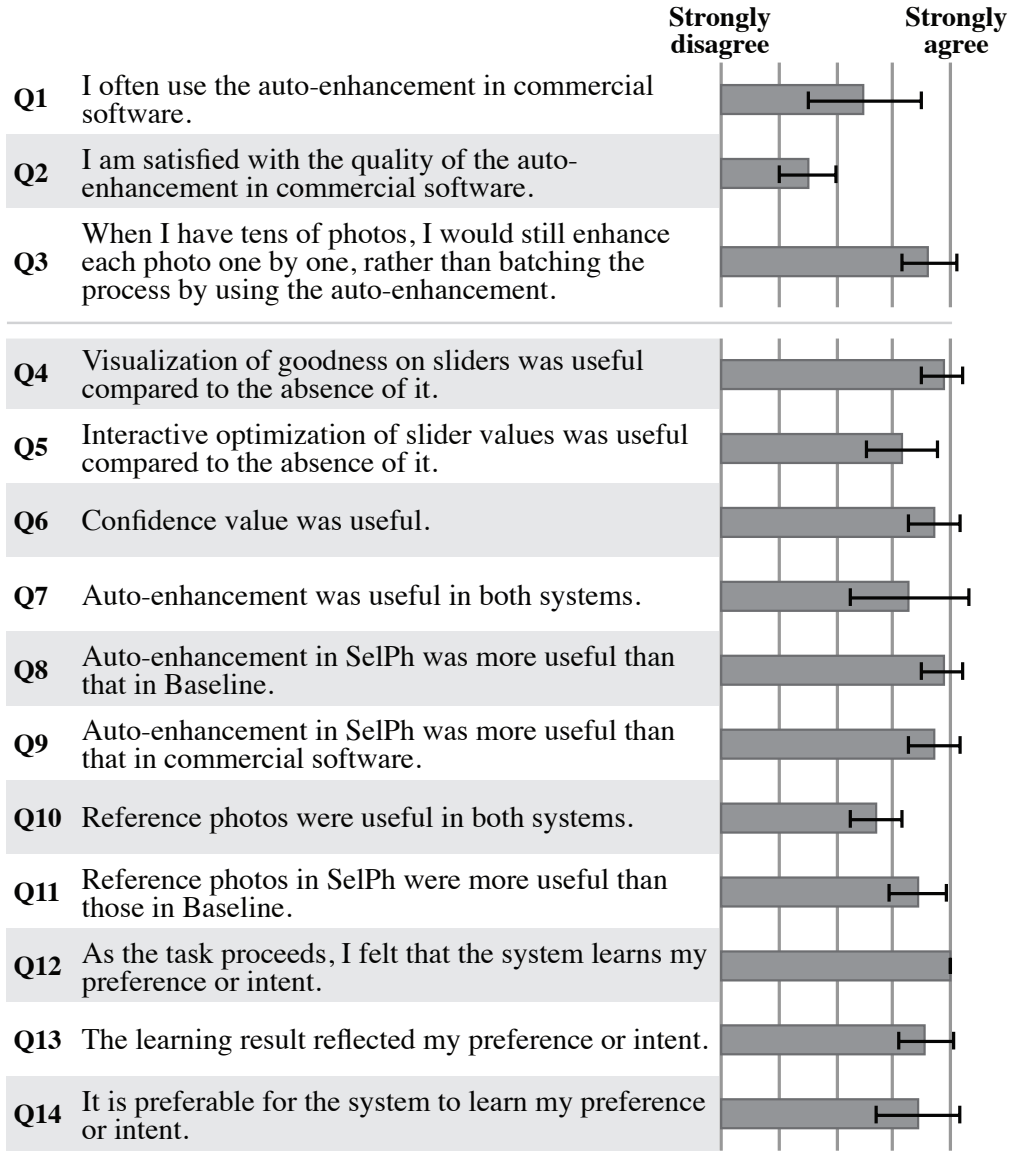 Strongly disagree
Strongly agree
Q1 I often use the auto-enhancement in commercial
software.
Q2 I am satisfied with the quality of the auto-
enhancement in commercial software.
When I have tens of photos, I would still enhance
Q3 each photo one by one, rather than batching the
process by using the auto-enhancement.
Q4 Visualization of goodness on sliders was useful
compared to the absence of it.
Q5 Interactive optimization of slider values was useful
compared to the absence of it.
Q6 Confidence value was useful.
Q7 Auto-enhancement was useful in both systems.
Q8 Auto-enhancement in SelPh was more useful than
that in Baseline.
Q9 Auto-enhancement in SelPh was more useful than
that in commercial software.
Q10 Reference photos were useful in both systems.
Q11 Reference photos in SelPh were more useful than
those in Baseline.
Q12 As the task proceeds, I felt that the system learns my
preference or intent.
Q13 The learning result reflected my preference or intent.
Q14 It is preferable for the system to learn my preference
or intent.